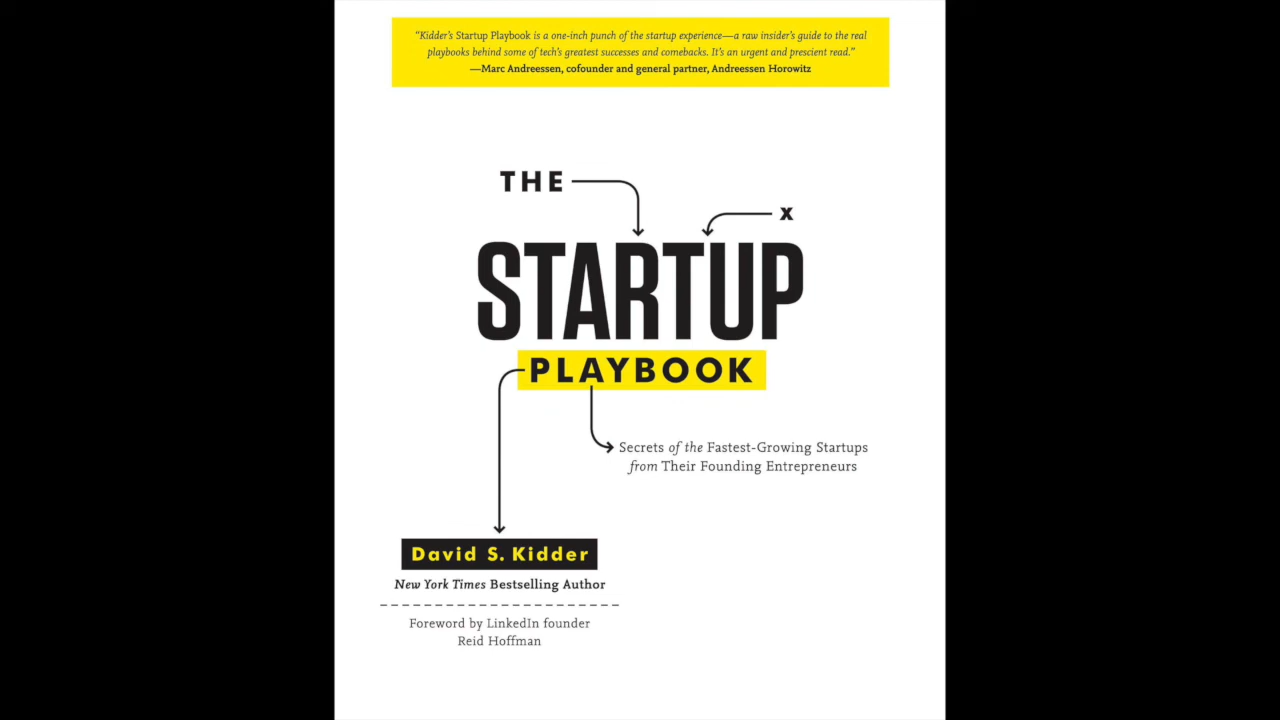 “Kidder’s Startup Playbook is a one-inch punch of the startup experience—a raw insider’s guide to the real
playbooks behind some of tech’s greatest successes and comebacks. It’s an urgent and prescient read.”
—Marc Andreessen, cofounder and general partner, Andreessen Horowitz
THE
x
STARTUP
PLAYBOOK
Secrets of the Fastest-Growing Startups
from Their Founding Entrepreneurs
David S. Kidder
New York Times Bestselling Author
Foreword by LinkedIn founder
Reid Hoffman